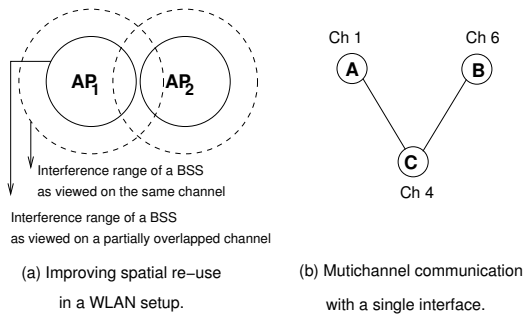 AP1
AP2
Interference range of a BSS
as viewed on the same channel
Interference range of a BSS
as viewed on a partially overlapped channel
(a) Improving spatial re−use
in a WLAN setup.
Ch 1
Ch 6
A
B
C
Ch 4
(b) Mutichannel communication
with a single interface.